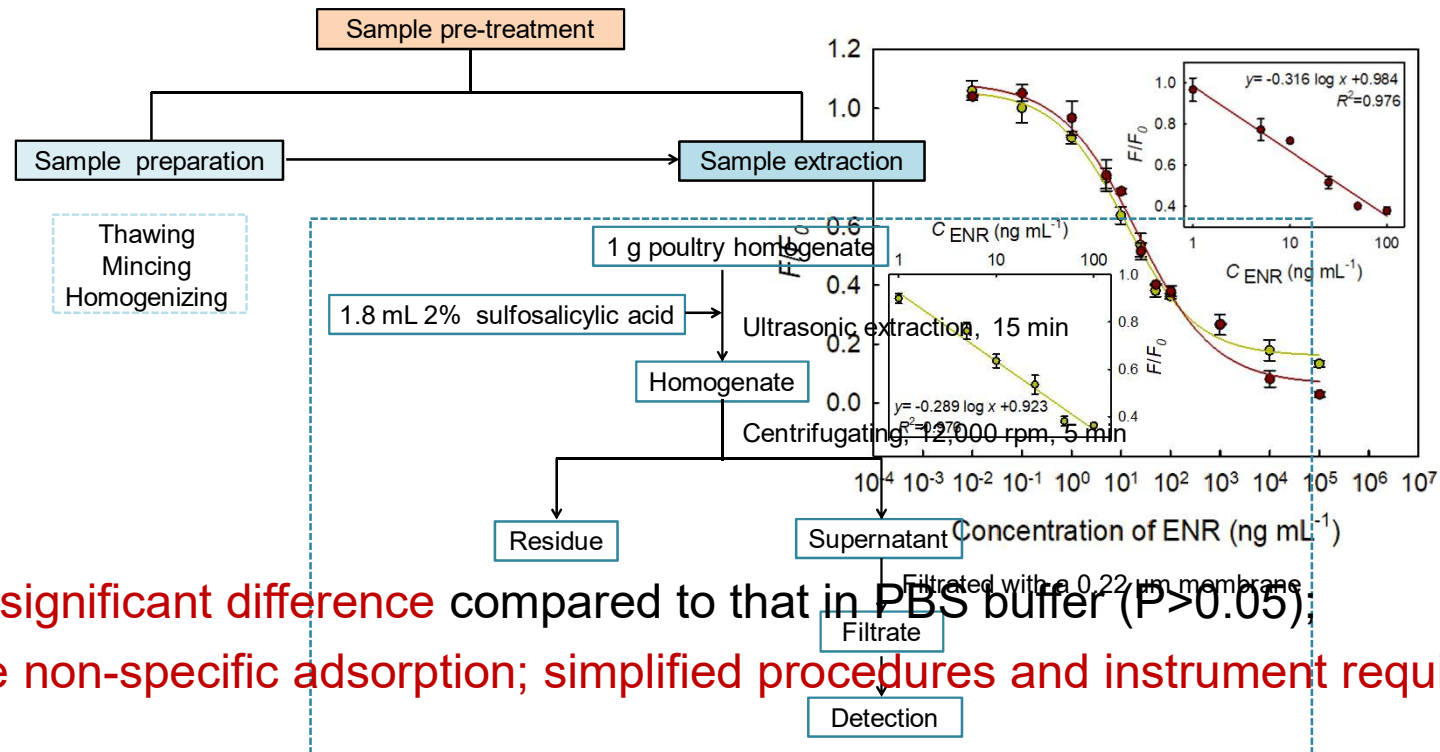 Sample pre-treatment
Sample preparation
Sample extraction
Thawing
Mincing
Homogenizing
1 g poultry homogenate
1.8 mL 2% sulfosalicylic acid
Ultrasonic extraction, 15 min
Homogenate
Centrifugating, 12,000 rpm, 5 min
Residue
Supernatant
Filtrated with a 0.22 μm membrane
Filtrate
Detection
1.2
1.0
0.6
0.4
0.2
0.0
F/F0
10-4 10-3 10-2 10-1 100 101 102 103 104 105 106 107
Concentration of ENR (ng mL-1)
y= -0.316 log x +0.984
R2=0.976
1.0
0.8
0.6
0.4
F/F0
1 10 100
C ENR (ng mL-1)
C ENR (ng mL-1)
1 10 100
1.0
0.8
0.6
0.4
F/F0
y= -0.289 log x +0.923
R2=0.973
significant difference compared to that in PBS buffer (P>0.05);
e non-specific adsorption; simplified procedures and instrument requi